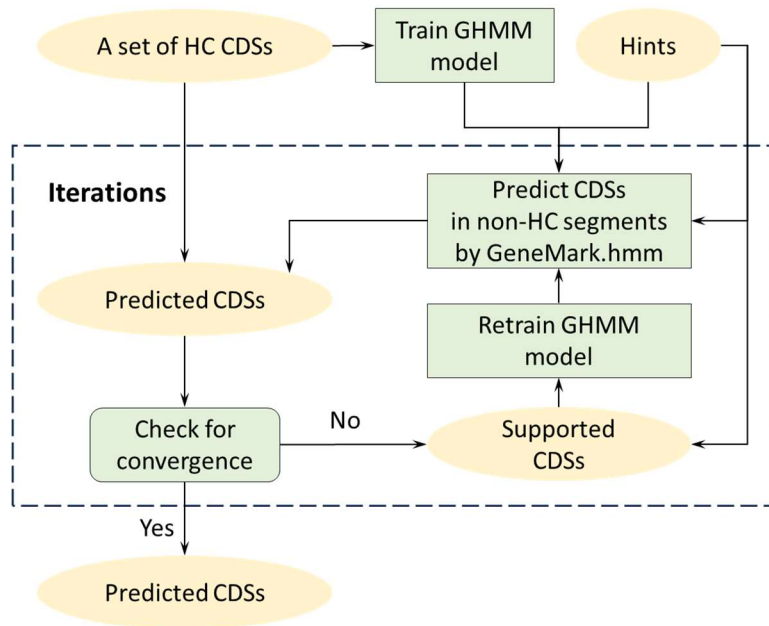 A set of HC CDSs
Train GHMM
model
Hints
Iterations
Predict CDSs
in non-HC segments
by GeneMark.hmm
Predicted CDSs
Retrain GHMM
model
Check for
convergence
No
Supported
CDSs
Yes
Predicted CDSs